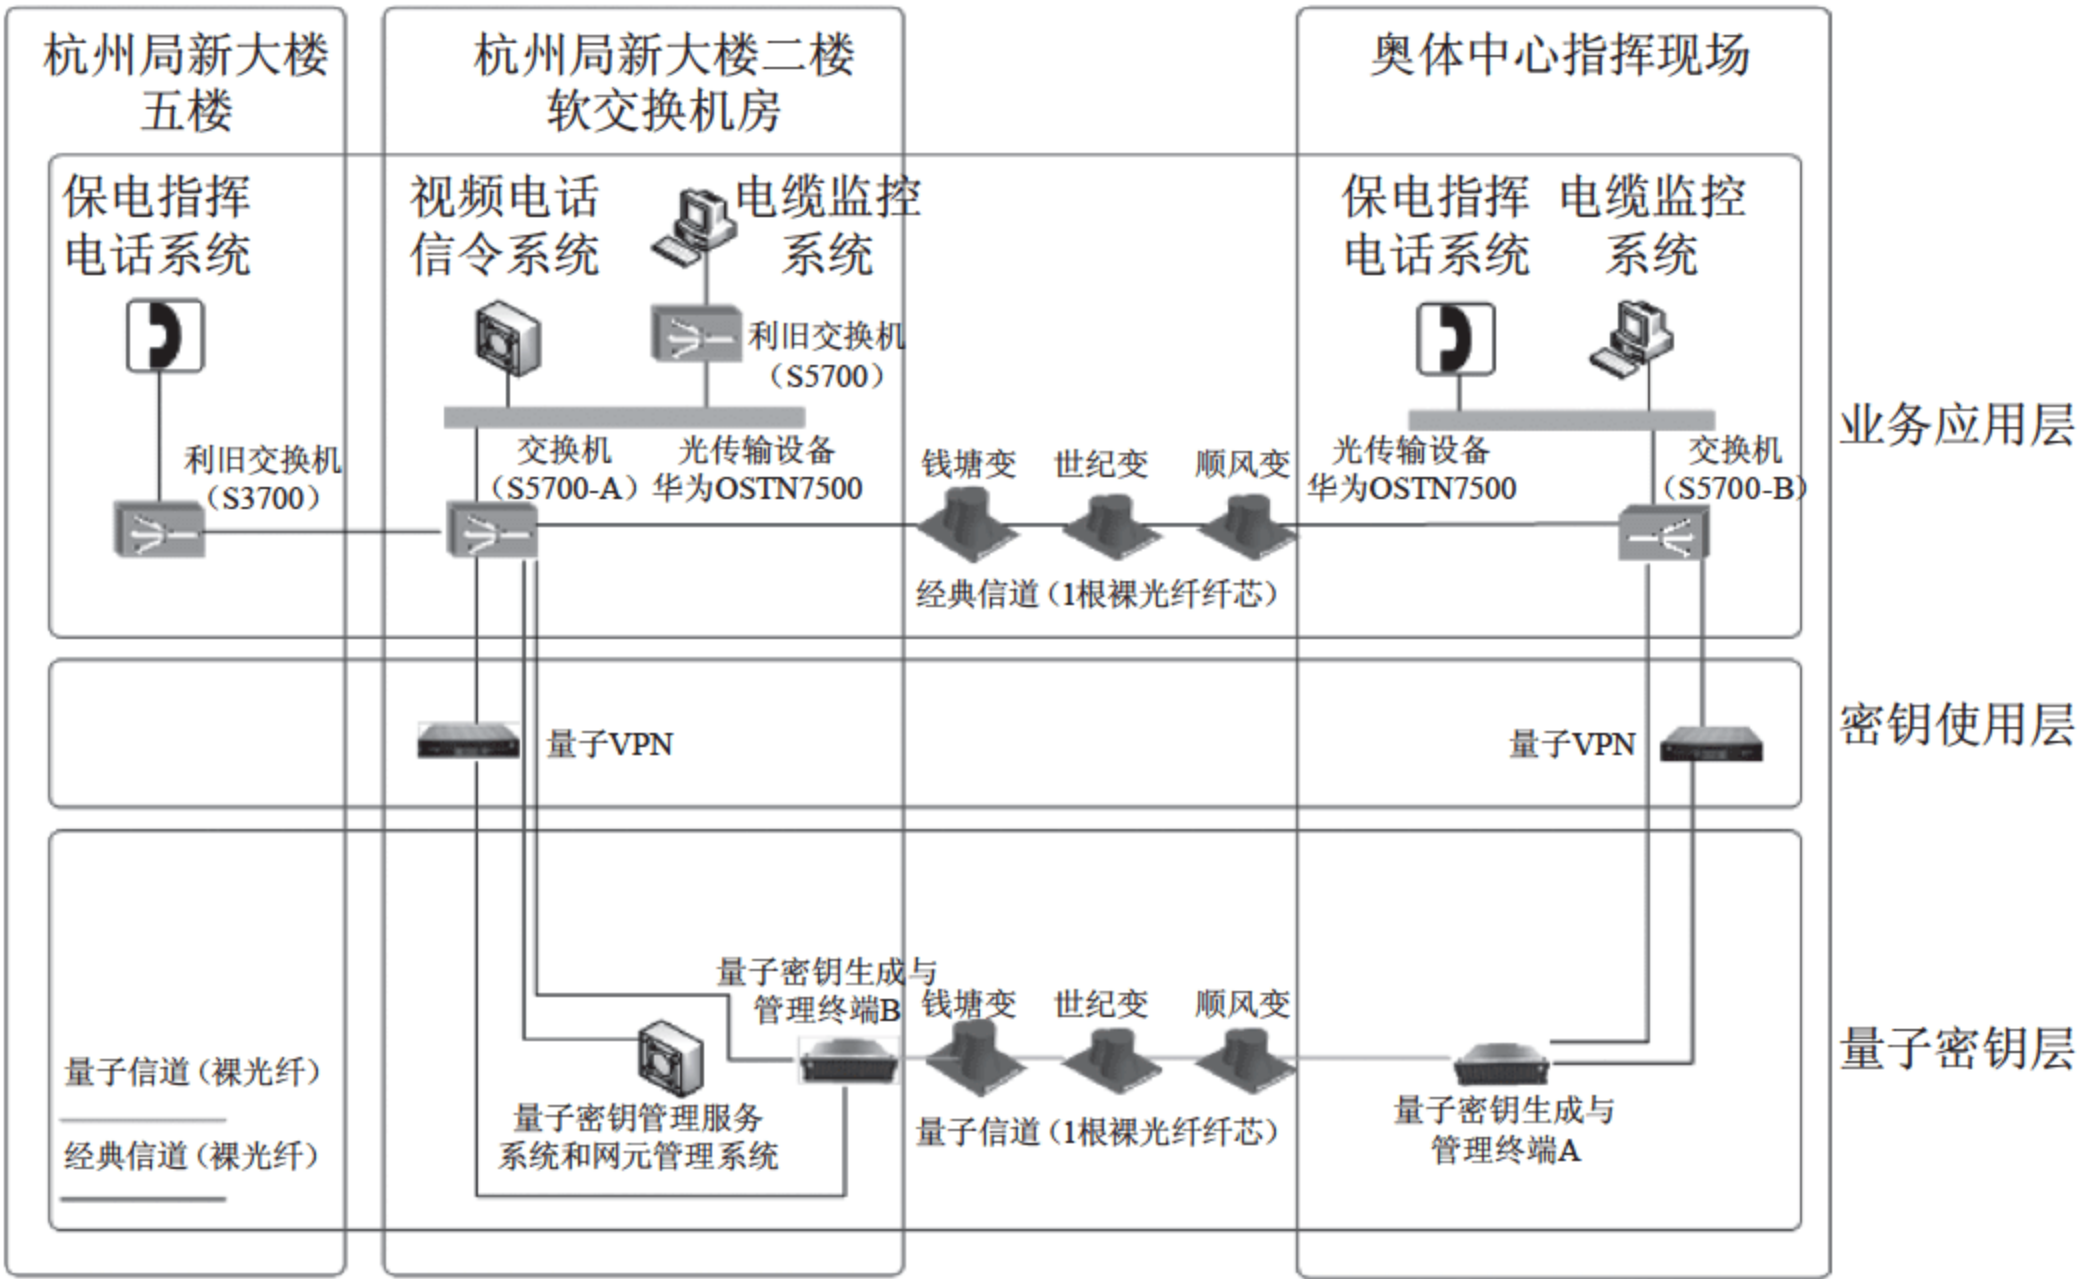 杭州局新大楼
五楼
杭州局新大楼二楼
软交换机房
奥体中心指挥现场
保电指挥
电话系统
视频电话
信令系统
电缆监控
系统
保电指挥
电话系统
电缆监控
系统
利旧交换机
（S5700）
业务应用层
利旧交换机
（S3700）
交换机
（S5700-A）
光传输设备
华为OSTN7500
钱塘变
世纪变
顺风变
光传输设备
华为OSTN7500
交换机
（S5700-B）
经典信道（1根裸光纤纤芯）
量子VPN
量子VPN
密钥使用层
量子密钥生成与
管理终端B
钱塘变
世纪变
顺风变
量子密钥层
量子信道（裸光纤）
经典信道（裸光纤）
量子密钥管理服务
系统和网元管理系统
量子信道（1根裸光纤纤芯）
量子密钥生成与
管理终端A